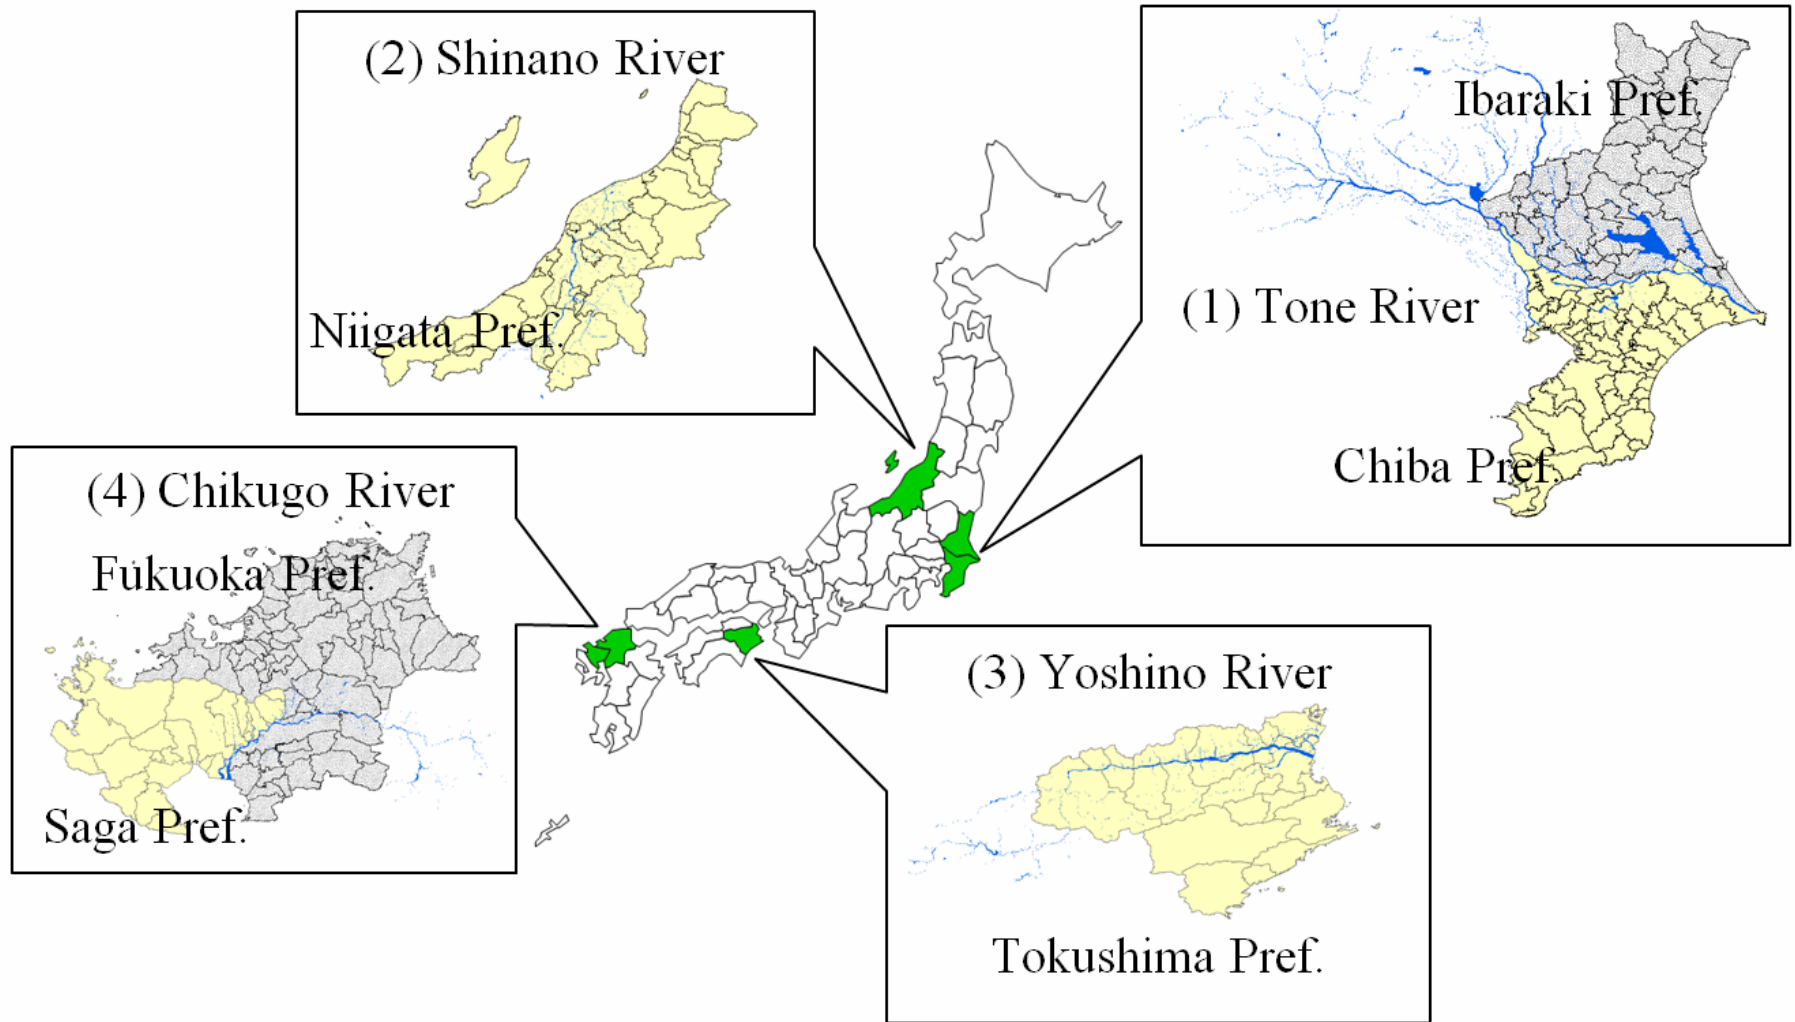 (2) Shinano River
Niigata Pref.
Ibaraki Pref.
(1) Tone River
Chiba Pref.
(4) Chikugo River
Fukuoka Pref.
Saga Pref.
(3) Yoshino River
Tokushima Pref.